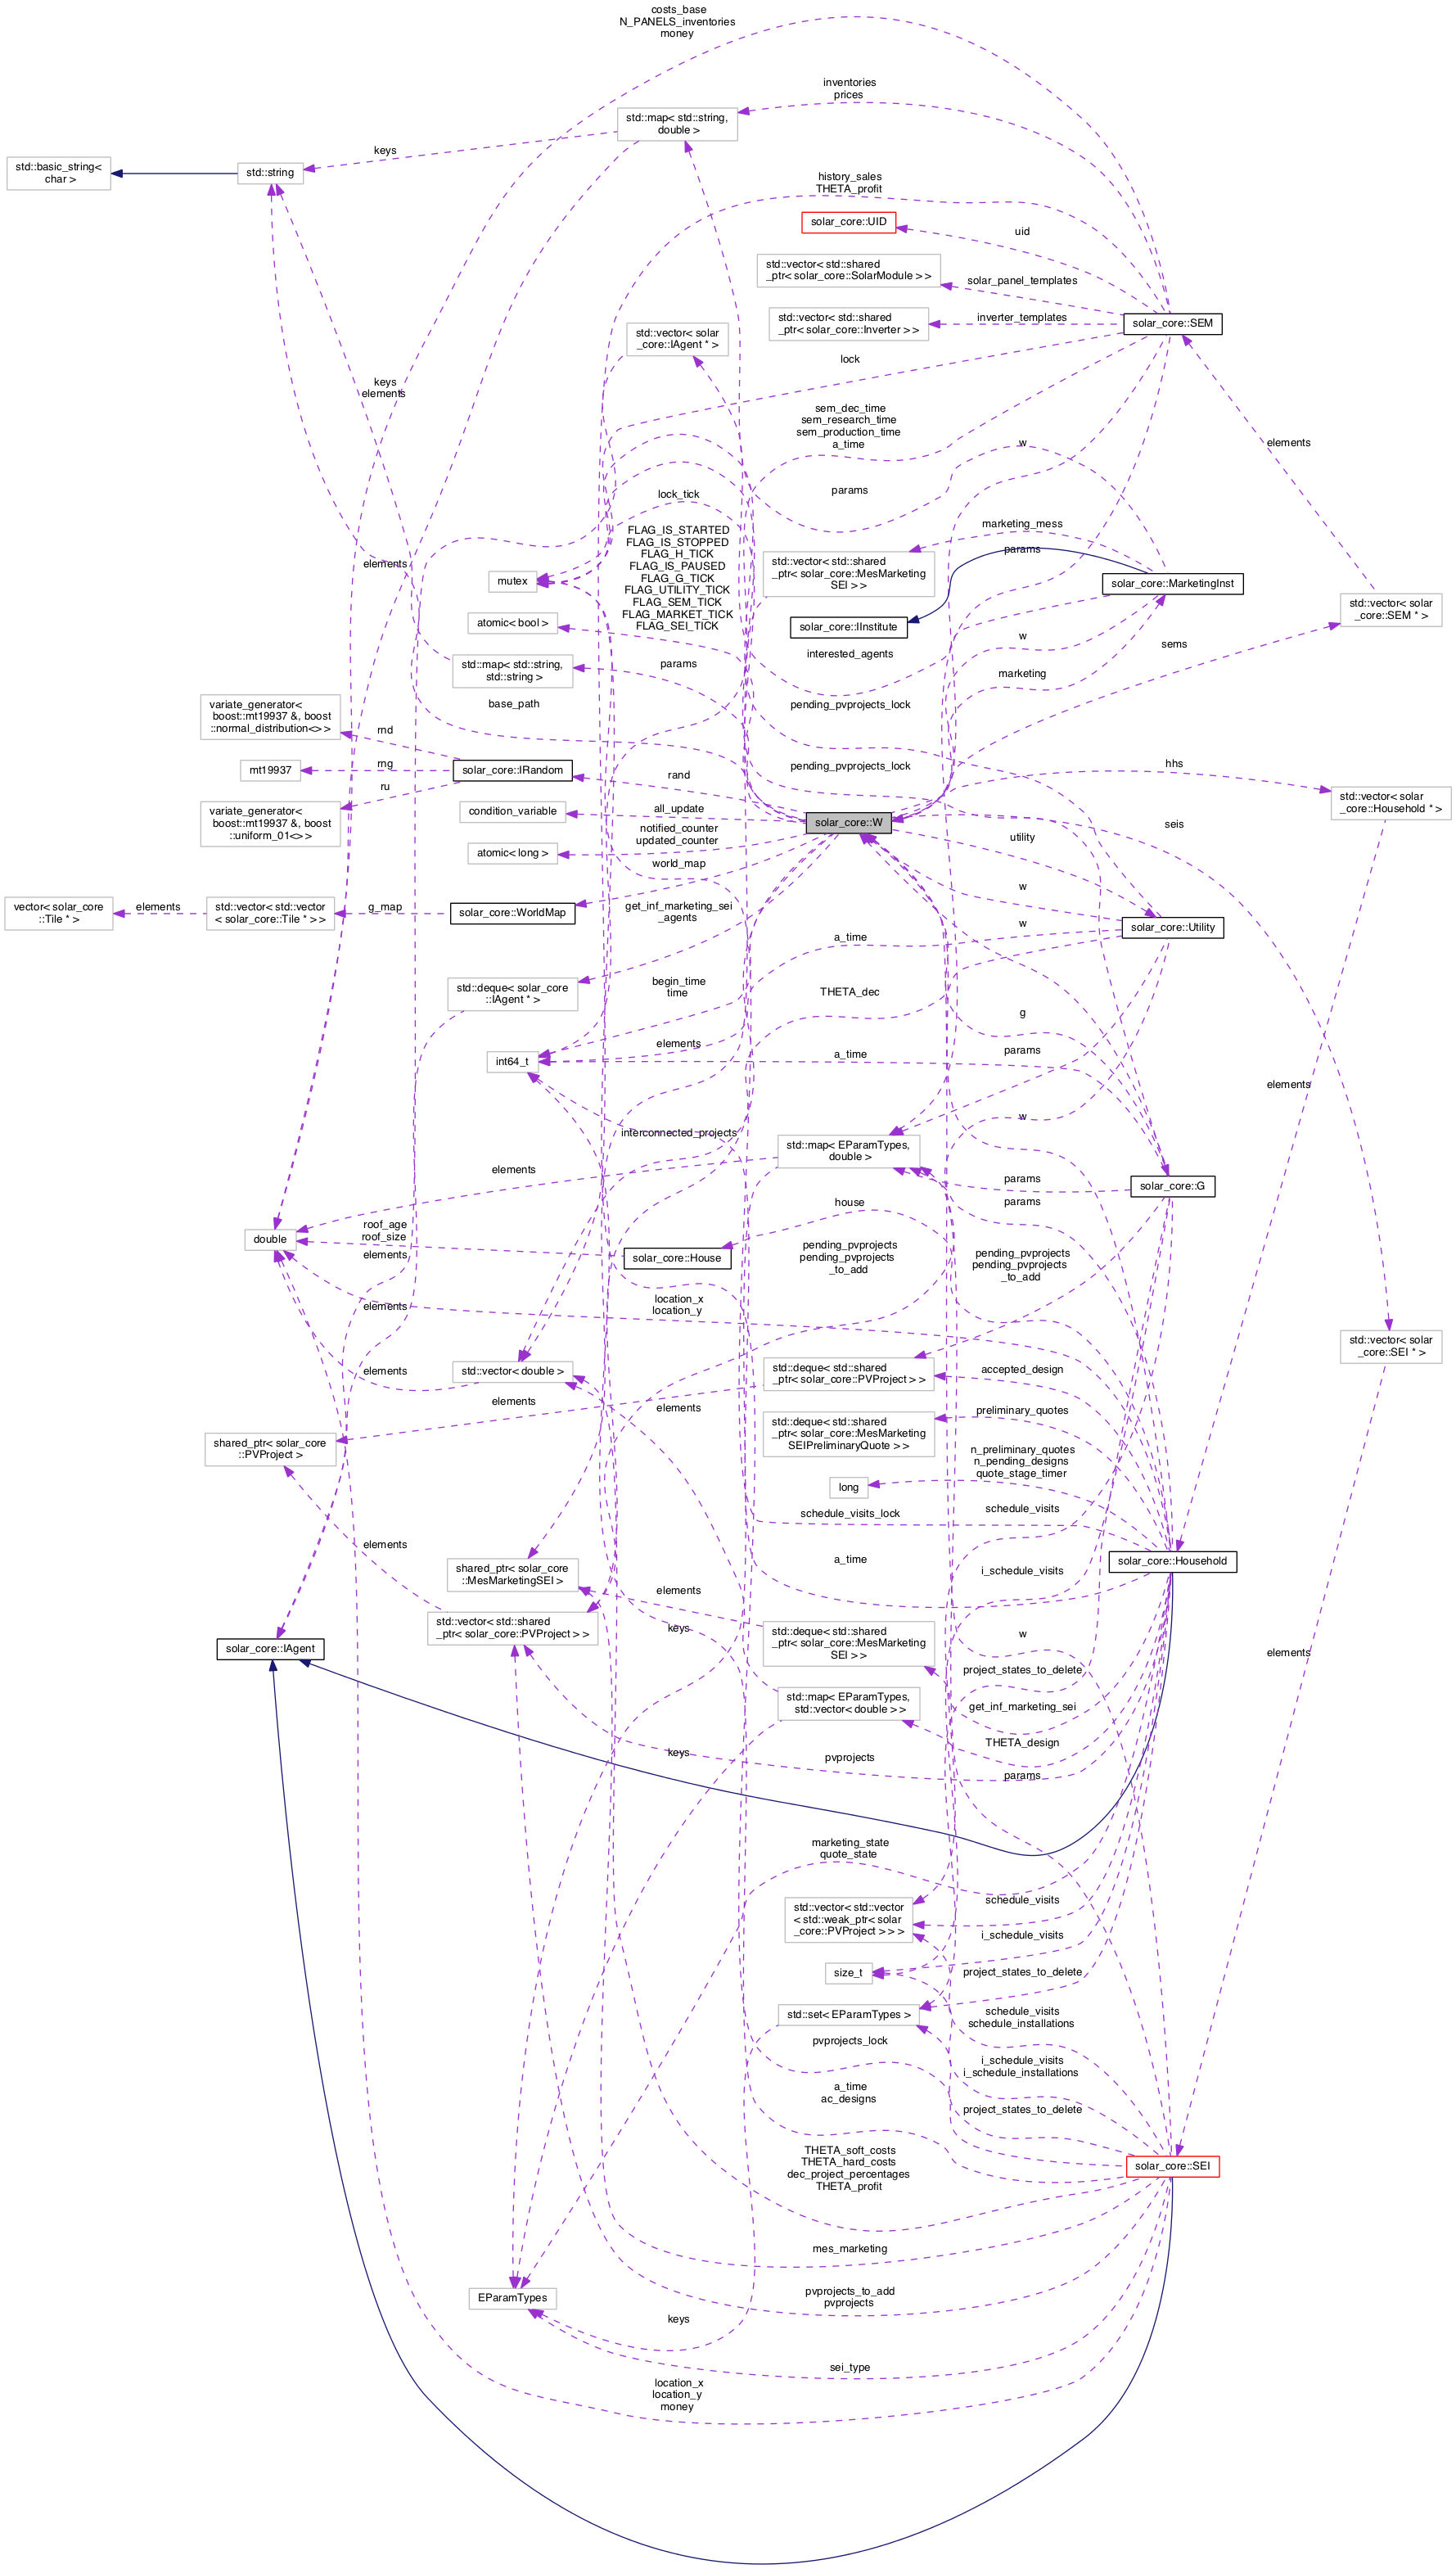 costs_base
N_PANELS_inventories
money
inventories
prices
std::map< std::string,
double >
keys
std::basic_string<
char >
std::string
history_sales
THETA_profit
solar_core::UID
uid
std::vector< std::shared
_ptr< solar_core::SolarModule >>
solar_panel_templates
std::vector< std::shared
_ptr< solar_core::Inverter >>
inverter_templates
solar_core::SEM
std::vector< solar
_core::IAgent * >
lock
keys
elements
sem_dec_time
sem_research_time
sem_production_time
a_time
w
elements
params
lock_tick
marketing_mess
FLAG_IS_STARTED
FLAG_IS_STOPPED
FLAG_H_TICK
FLAG_IS_PAUSED
FLAG_G_TICK
FLAG_UTILITY_TICK
FLAG_SEM_TICK
FLAG_MARKET_TICK
FLAG_SEI_TICK
params
elements
mutex
std::vector< std::shared
_ptr< solar_core::MesMarketing
SEI >>
solar_core::MarketingInst
std::vector< solar
_core::SEM * >
atomic< bool >
solar_core::IInstitute
w
sems
interested_agents
std::map< std::string,
std::string >
params
marketing
base_path
pending_pvprojects_lock
variate_generator<
boost::mt19937 &, boost
::normal_distribution<>>
rnd
mt19937
rng
solar_core::IRandom
rand
pending_pvprojects_lock
hhs
ru
variate_generator<
boost::mt19937 &, boost
::uniform_01<>>
condition_variable
all_update
solar_core::W
std::vector< solar
_core::Household * >
seis
atomic< long >
notified_counter
updated_counter
utility
world_map
w
vector< solar_core
::Tile * >
elements
std::vector< std::vector
< solar_core::Tile * >>
g_map
solar_core::WorldMap
get_inf_marketing_sei
_agents
w
solar_core::Utility
a_time
std::deque< solar_core
::IAgent * >
begin_time
time
THETA_dec
g
elements
params
a_time
int64_t
elements
w
interconnected_projects
std::map< EParamTypes,
double >
elements
params
solar_core::G
house
params
double
roof_age
roof_size
elements
solar_core::House
pending_pvprojects
pending_pvprojects
_to_add
pending_pvprojects
pending_pvprojects
_to_add
elements
location_x
location_y
std::vector< solar
_core::SEI * >
std::vector< double >
elements
std::deque< std::shared
_ptr< solar_core::PVProject >>
accepted_design
elements
elements
preliminary_quotes
shared_ptr< solar_core
::PVProject >
std::deque< std::shared
_ptr< solar_core::MesMarketing
SEIPreliminaryQuote >>
n_preliminary_quotes
n_pending_designs
quote_stage_timer
long
schedule_visits_lock
schedule_visits
elements
a_time
solar_core::Household
i_schedule_visits
shared_ptr< solar_core
::MesMarketingSEI >
elements
std::vector< std::shared
_ptr< solar_core::PVProject >>
keys
std::deque< std::shared
_ptr< solar_core::MesMarketing
SEI >>
w
solar_core::IAgent
elements
project_states_to_delete
std::map< EParamTypes,
std::vector< double >>
get_inf_marketing_sei
THETA_design
keys
pvprojects
params
marketing_state
quote_state
std::vector< std::vector
< std::weak_ptr< solar
_core::PVProject > > >
schedule_visits
i_schedule_visits
size_t
project_states_to_delete
std::set< EParamTypes >
schedule_visits
schedule_installations
pvprojects_lock
i_schedule_visits
i_schedule_installations
a_time
ac_designs
project_states_to_delete
THETA_soft_costs
THETA_hard_costs
dec_project_percentages
THETA_profit
solar_core::SEI
mes_marketing
EParamTypes
pvprojects_to_add
pvprojects
keys
sei_type
location_x
location_y
money